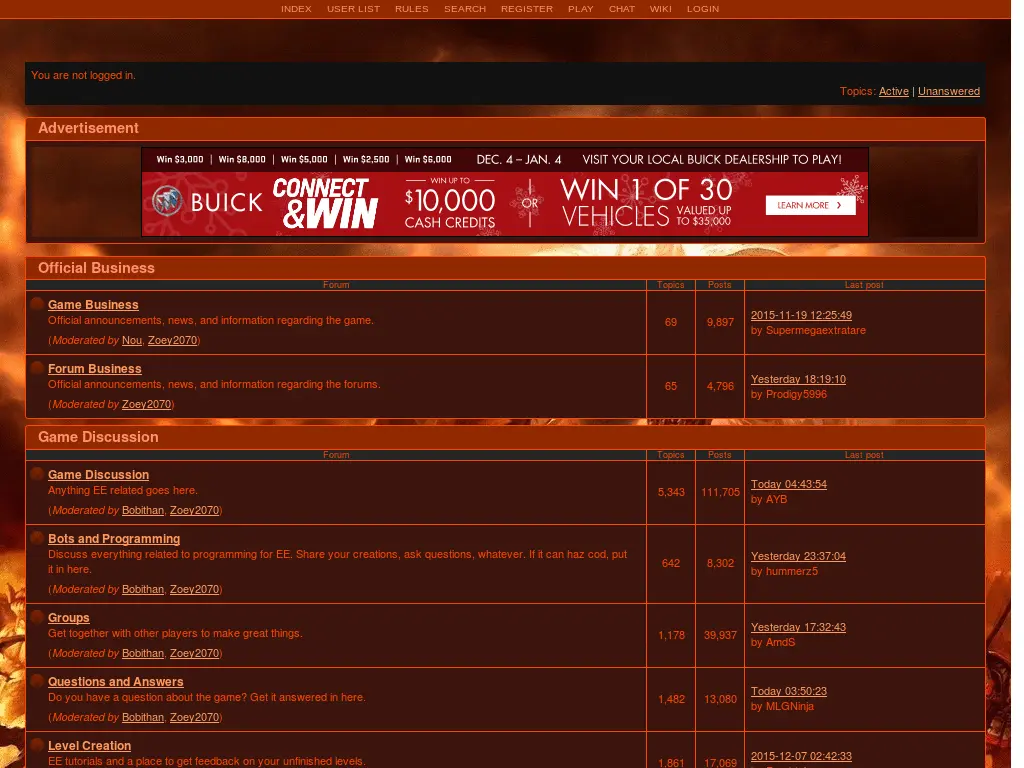 INDEX USER LIST RULES SEARCH REGISTER PLAY CHAT WIKI LOGIN
You are not logged in.
Topics: Active | Unanswered
Advertisement
Win $3,000 | Win $8,000 | Win $5,000 | Win $2,500 | Win $6,000 DEC. 4 – JAN. 4 VISIT YOUR LOCAL BUICK DEALERSHIP TO PLAY!
BUICK CONNECT &WIN WIN UP TO $10,000 CASH CREDITS OR WIN 1 OF 30 VEHICLES VALUED UP TO $35,000 LEARN MORE
Official Business
Forum Topics Posts Last post
Game Business
Official announcements, news, and information regarding the game.
(Moderated by Nou, Zoey2070)
69 9,897 2015-11-19 12:25:49
by Supermegaextratare
Forum Business
Official announcements, news, and information regarding the forums.
(Moderated by Zoey2070)
65 4,796 Yesterday 18:19:10
by Prodigy5996
Game Discussion
Forum Topics Posts Last post
Game Discussion
Anything EE related goes here.
(Moderated by Bobithan, Zoey2070)
5,343 111,705 Today 04:43:54
by AYB
Bots and Programming
Discuss everything related to programming for EE. Share your creations, ask questions, whatever. If it can haz cod, put
it in here.
(Moderated by Bobithan, Zoey2070)
642 8,302 Yesterday 23:37:04
by hummerz5
Groups
Get together with other players to make great things.
(Moderated by Bobithan, Zoey2070)
1,178 39,937 Yesterday 17:32:43
by AmdS
Questions and Answers
Do you have a question about the game? Get it answered in here.
(Moderated by Bobithan, Zoey2070)
1,482 13,080 Today 03:50:23
by MLGNinja
Level Creation
EE tutorials and a place to get feedback on your unfinished levels.
1,861 17,069 2015-12-07 02:42:33